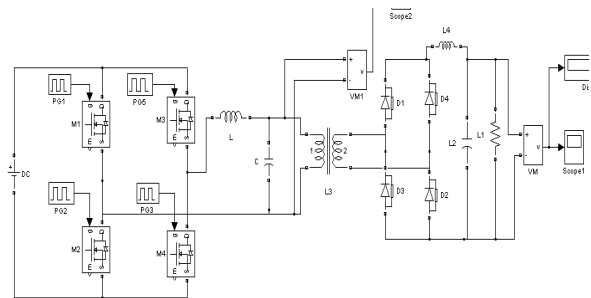 Scope2
L4
+
v
-
VM1
PG1
PG5
M1
M3
D1
D4
L
DC
+
C
1
2
L3
L2
L1
+
v
-
VM
Dis
Scope1
PG2
PG3
M2
M4
D3
D2
E
E